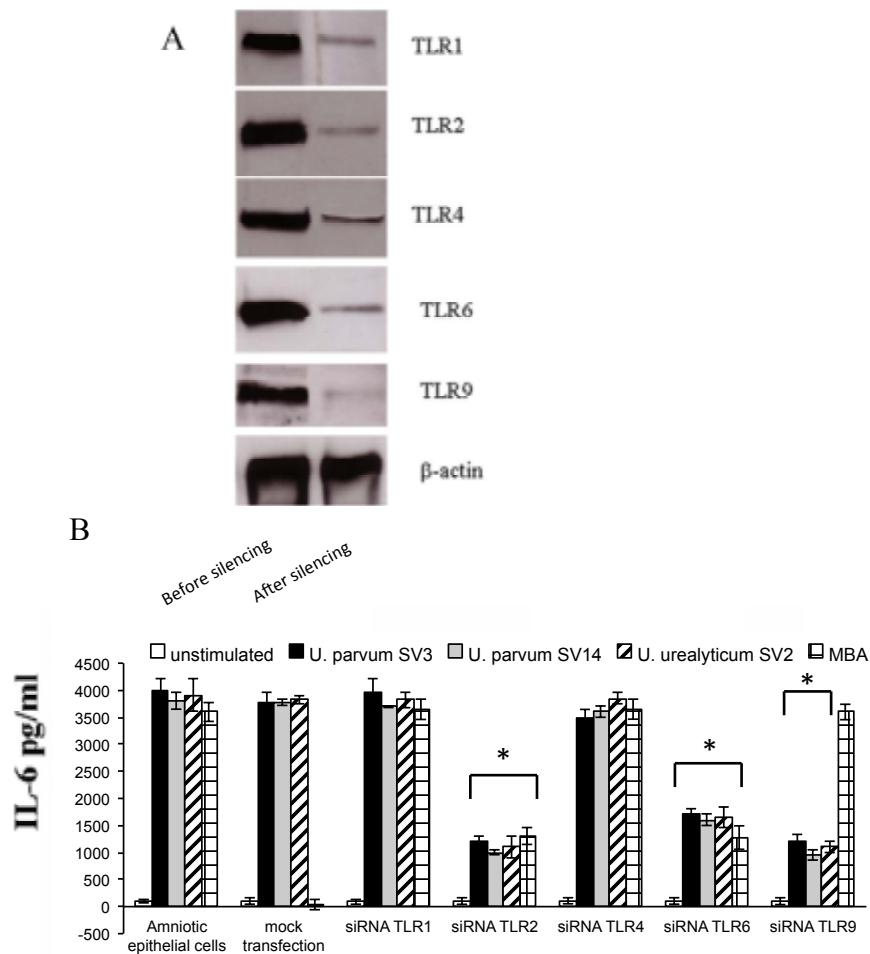 A
TLR1
TLR2
TLR4
TLR6
TLR9
β-actin
B
Before silencing
After silencing
unstimulated U. parvum SV3 U. parvum SV14 U. urealyticum SV2 MBA
IL-6 pg/ml
4500
4000
3500
3000
2500
2000
1500
1000
500
0
-500
*
*
*
Amniotic
epithelial cells
mock
transfection
siRNA TLR1
siRNA TLR2
siRNA TLR4
siRNA TLR6
siRNA TLR9